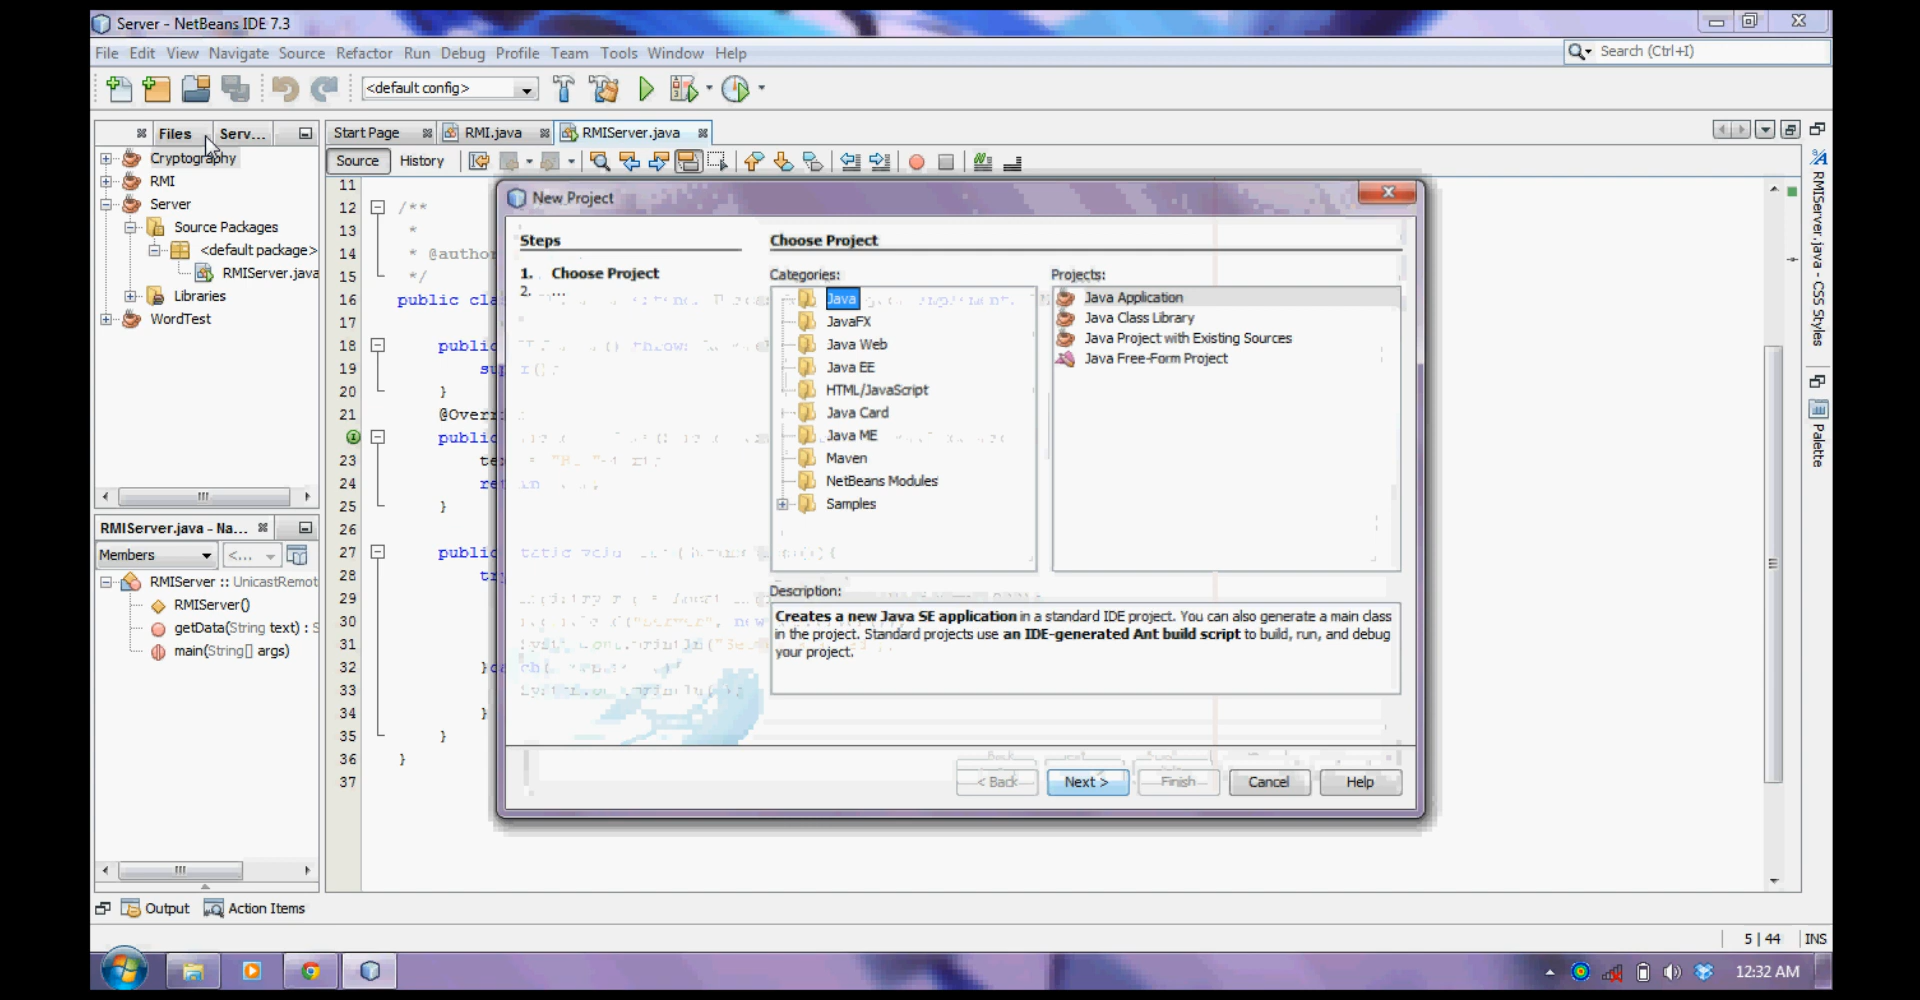 Server - NetBeans IDE 7.3
File Edit View Navigate Source Refactor Run Debug Profile Team Tools Window Help
Search (Ctrl+I)
<default config>
Files Serv...
Start Page RMI.java RMIServer.java
Source History
Cryptography
RMI
Server
Source Packages
<default package>
RMIServer.java
Libraries
WordTest
RMIServer.java - Na...
Members <...
RMIServer :: UnicastRemot
RMIServer()
getData(String text) : S
main(String[] args)
11
12 /**
13 *
14 * @author
15 */
16 public
17
18 public
19
20 }
21 @Over
public
23
24
25 }
26
27 public
28
29
30
31
32
33
34 }
35 }
36 }
37
New Project
Steps
1. Choose Project
2. ...
Choose Project
Categories:
Java
JavaFX
Java Web
Java EE
HTML/JavaScript
Java Card
Java ME
Maven
NetBeans Modules
Samples
Projects:
Java Application
Java Class Library
Java Project with Existing Sources
Java Free-Form Project
Description:
Creates a new Java SE application in a standard IDE project. You can also generate a main class
in the project. Standard projects use an IDE-generated Ant build script to build, run, and debug
your project.
< Back Next > Finish Cancel Help
RMIServer.java - CSS Styles
Palette
Output Action Items
5 | 44 INS
12:32 AM